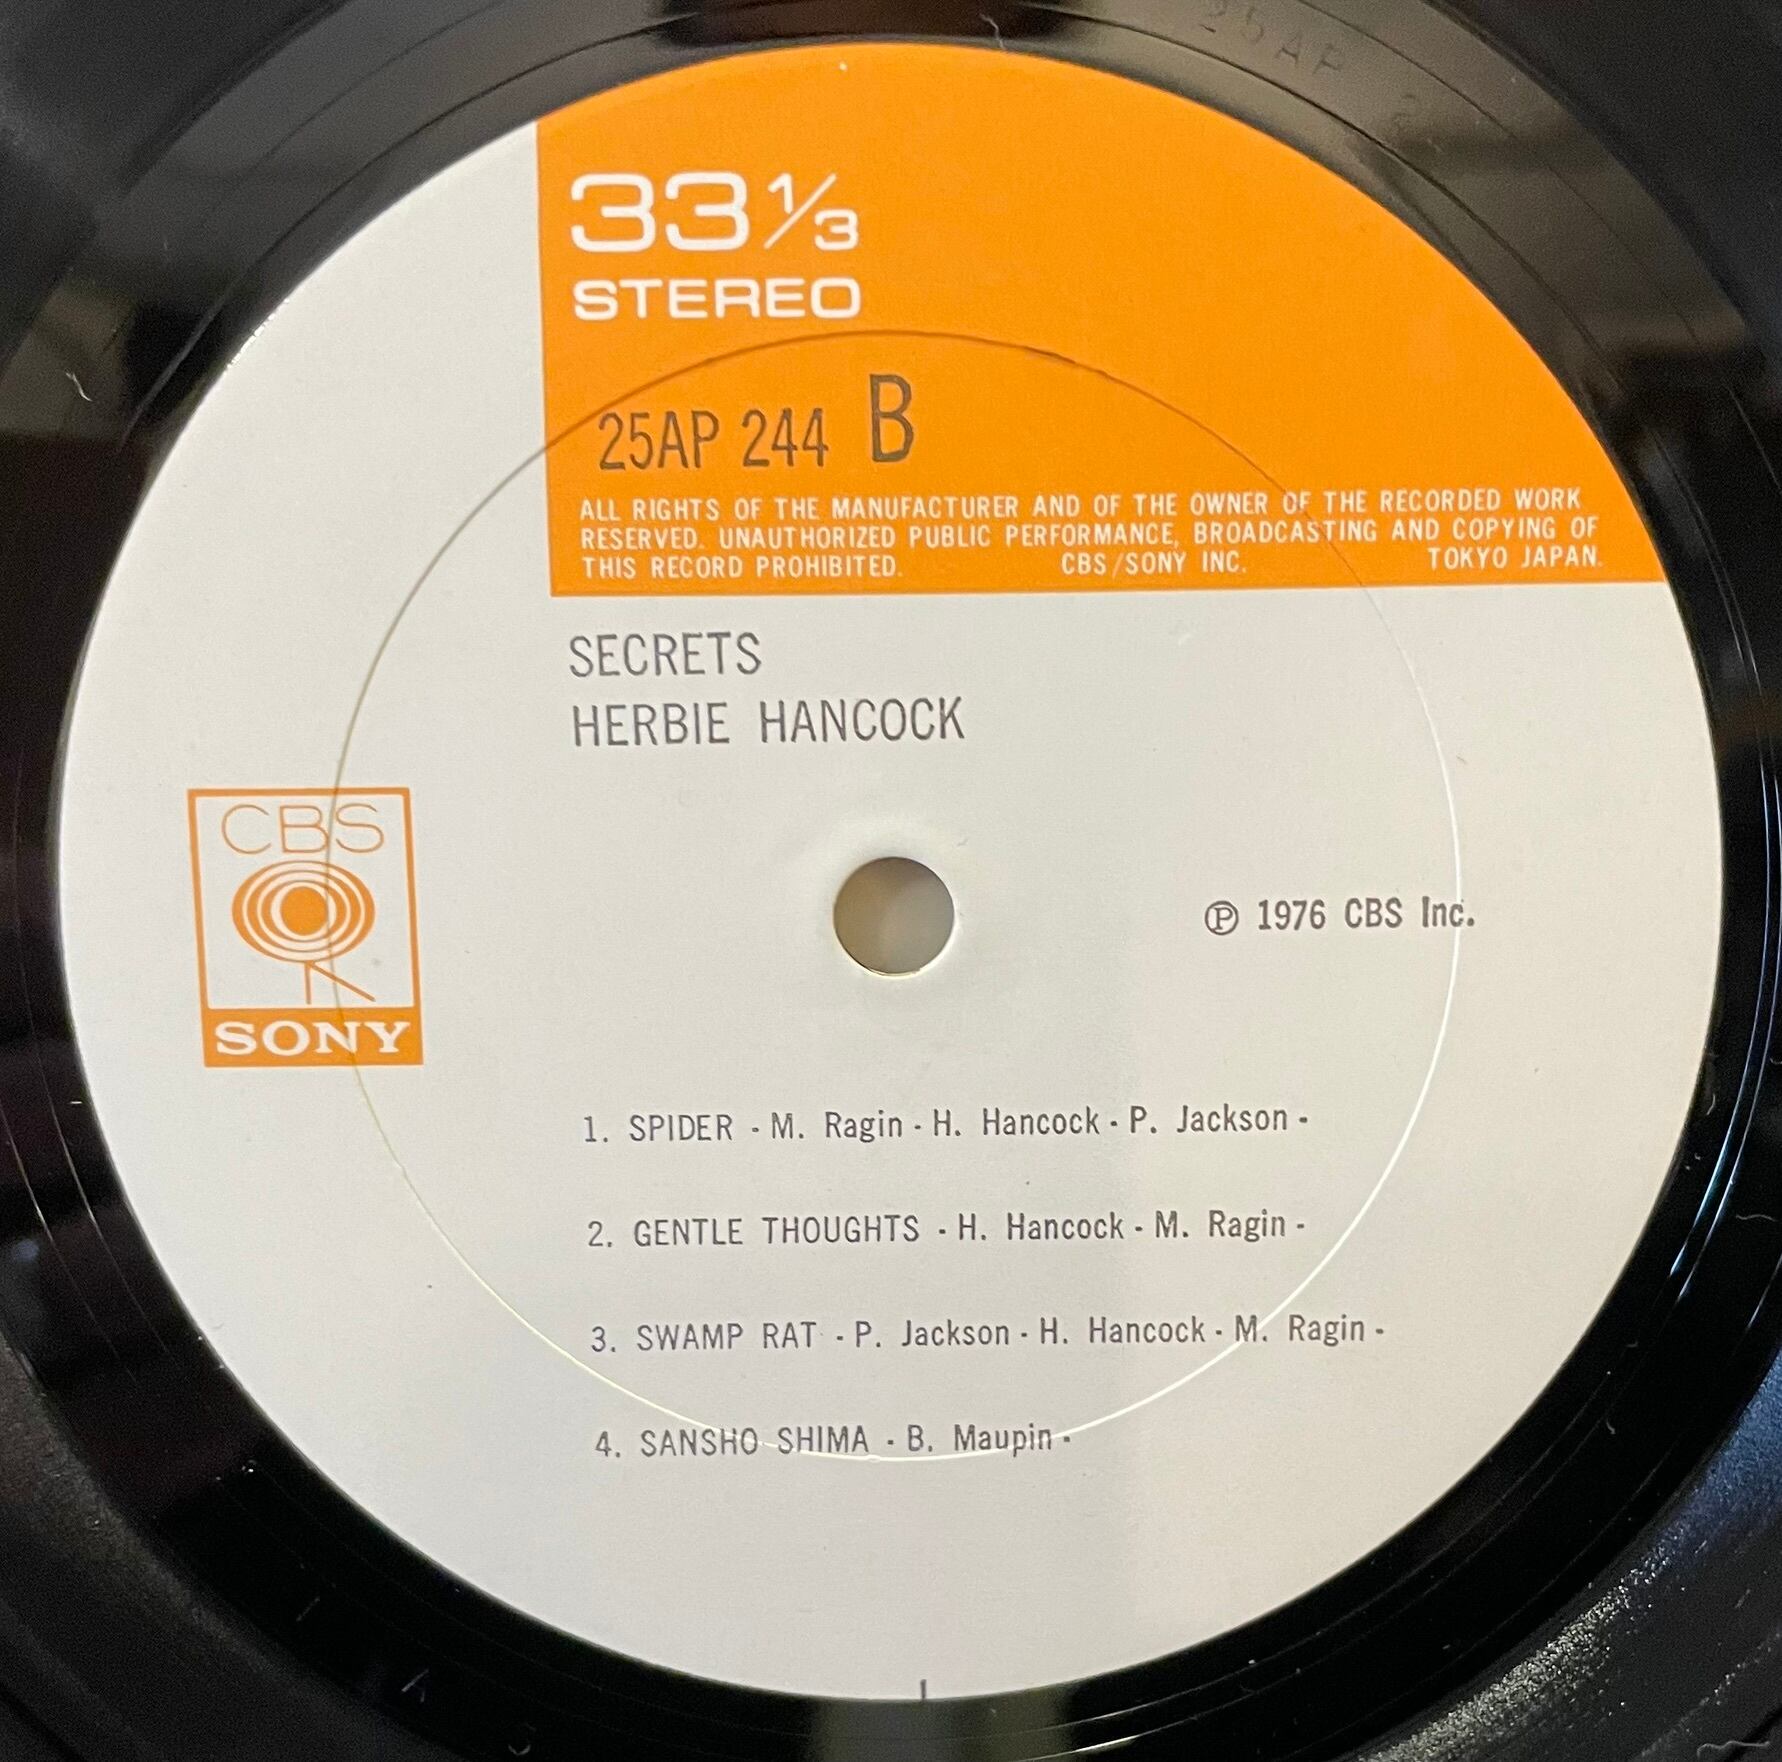 25AP
33 1/3
STEREO
25AP 244 B
ALL RIGHTS OF THE MANUFACTURER AND OF THE OWNER OF THE RECORDED WORK
RESERVED. UNAUTHORIZED PUBLIC PERFORMANCE, BROADCASTING AND COPYING OF
THIS RECORD PROHIBITED. CBS/SONY INC. TOKYO JAPAN.
SECRETS
HERBIE HANCOCK
CBS
SONY
℗ 1976 CBS Inc.
1. SPIDER - M. Ragin - H. Hancock - P. Jackson -
2. GENTLE THOUGHTS - H. Hancock - M. Ragin -
3. SWAMP RAT - P. Jackson - H. Hancock - M. Ragin -
4. SANSHO SHIMA - B. Maupin -